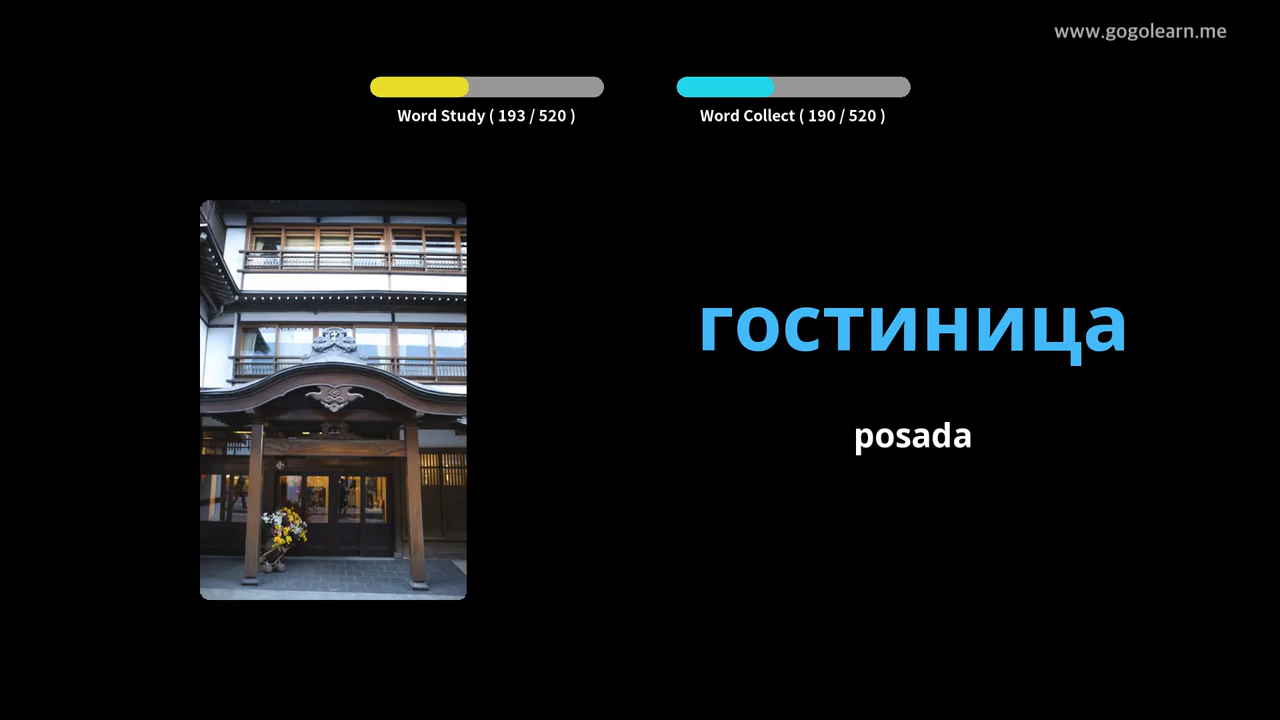 www.gogolearn.me
Word Study ( 193 / 520 )
Word Collect ( 190 / 520 )
гостиница
posada